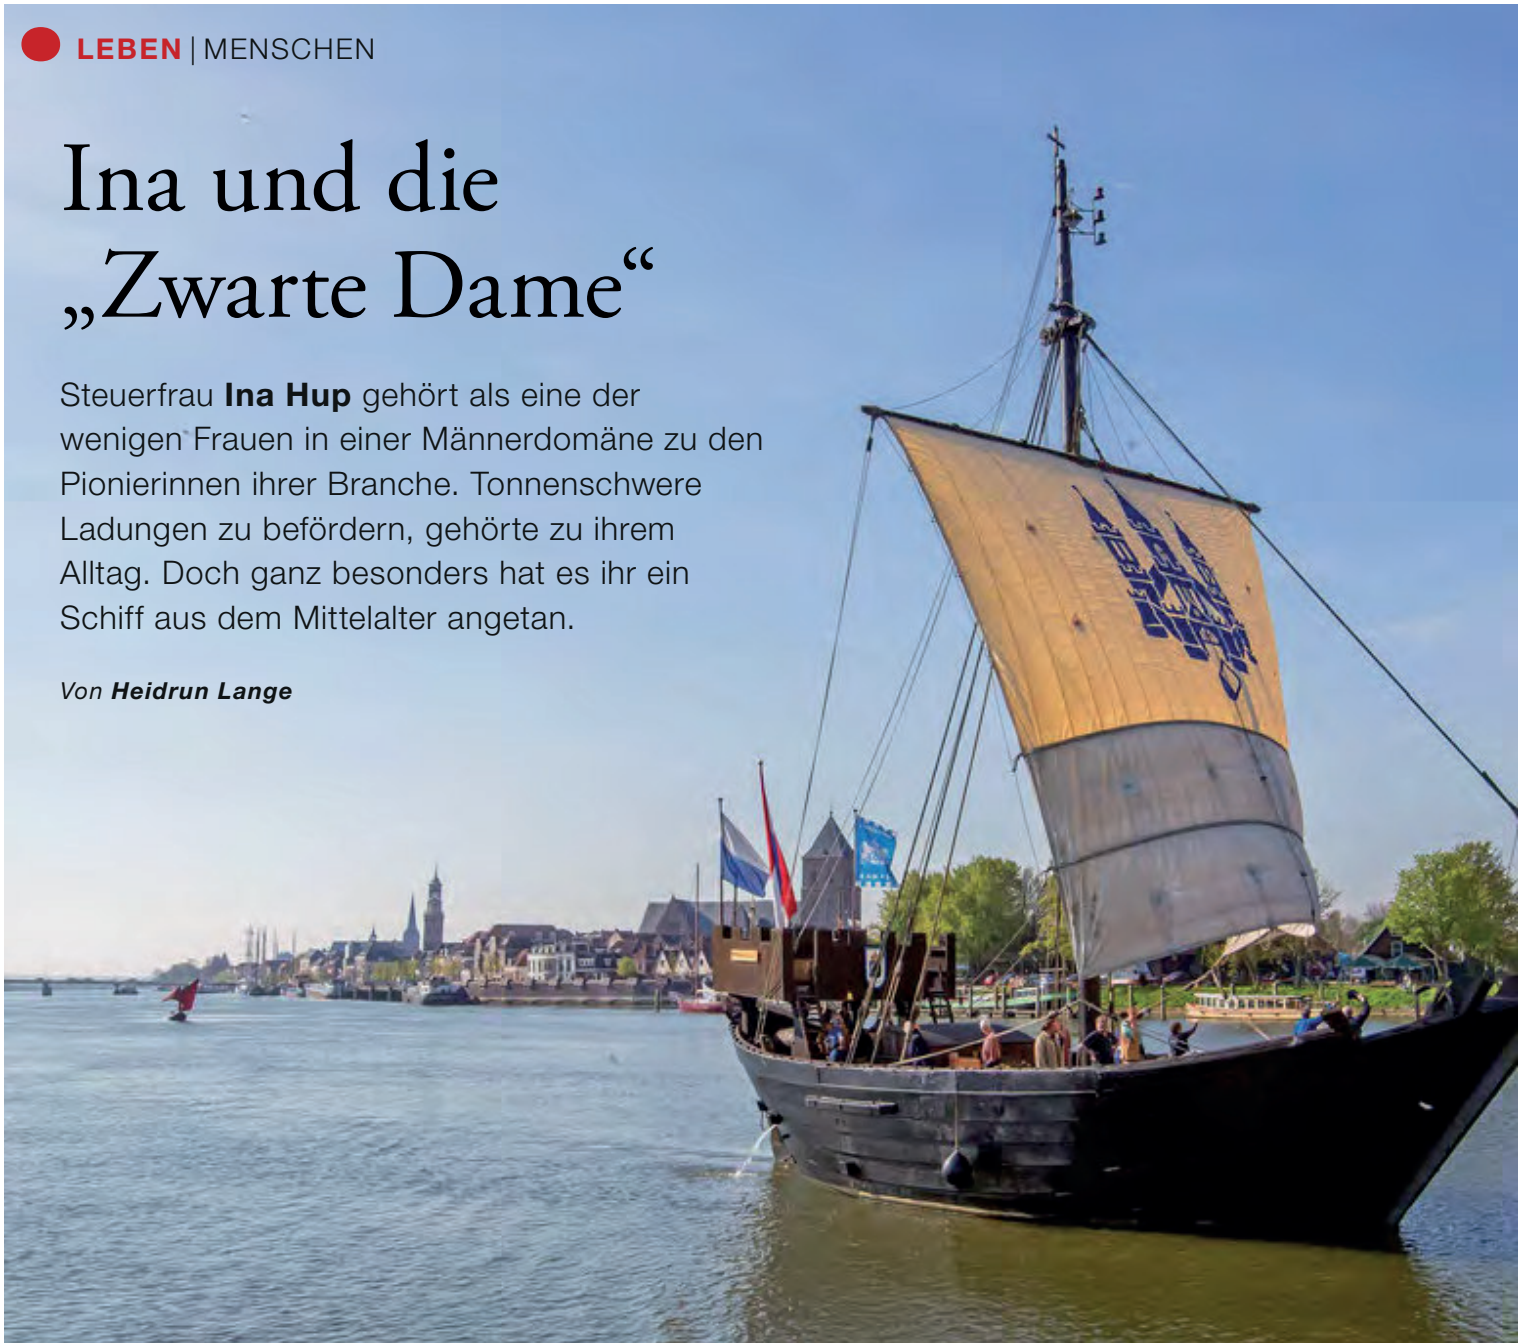 LEBEN | MENSCHEN
Ina und die
„Zwarte Dame“
Steuerfrau Ina Hup gehört als eine der
wenigen Frauen in einer Männerdomäne zu den
Pionierinnen ihrer Branche. Tonnenschwere
Ladungen zu befördern, gehörte zu ihrem
Alltag. Doch ganz besonders hat es ihr ein
Schiff aus dem Mittelalter angetan.
Von Heidrun Lange